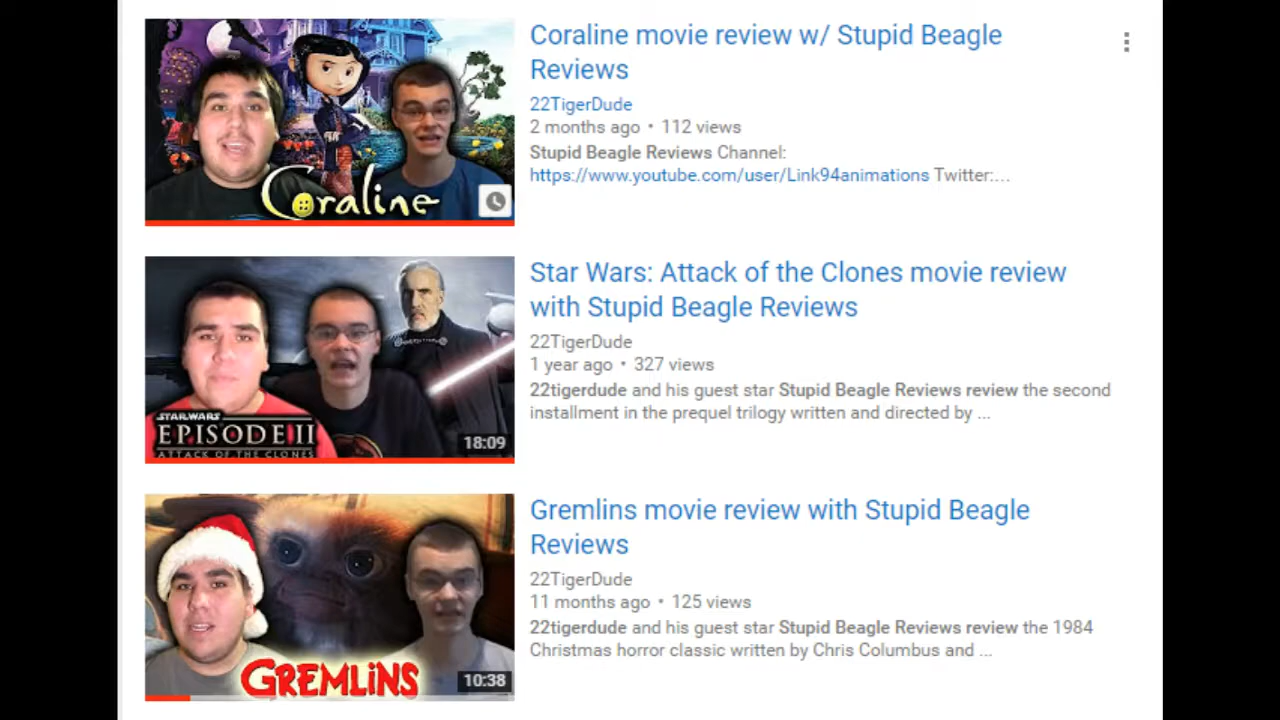 Coraline movie review w/ Stupid Beagle
Reviews
22TigerDude
2 months ago • 112 views
Stupid Beagle Reviews Channel:
https://www.youtube.com/user/Link94animations Twitter:...
Coraline
Star Wars: Attack of the Clones movie review
with Stupid Beagle Reviews
22TigerDude
1 year ago • 327 views
22tigerdude and his guest star Stupid Beagle Reviews review the second
installment in the prequel trilogy written and directed by ...
STAR WARS
EPISODE II
ATTACK OF THE CLONES
18:09
Gremlins movie review with Stupid Beagle
Reviews
22TigerDude
11 months ago • 125 views
22tigerdude and his guest star Stupid Beagle Reviews review the 1984
Christmas horror classic written by Chris Columbus and ...
GREMLiNS
10:38